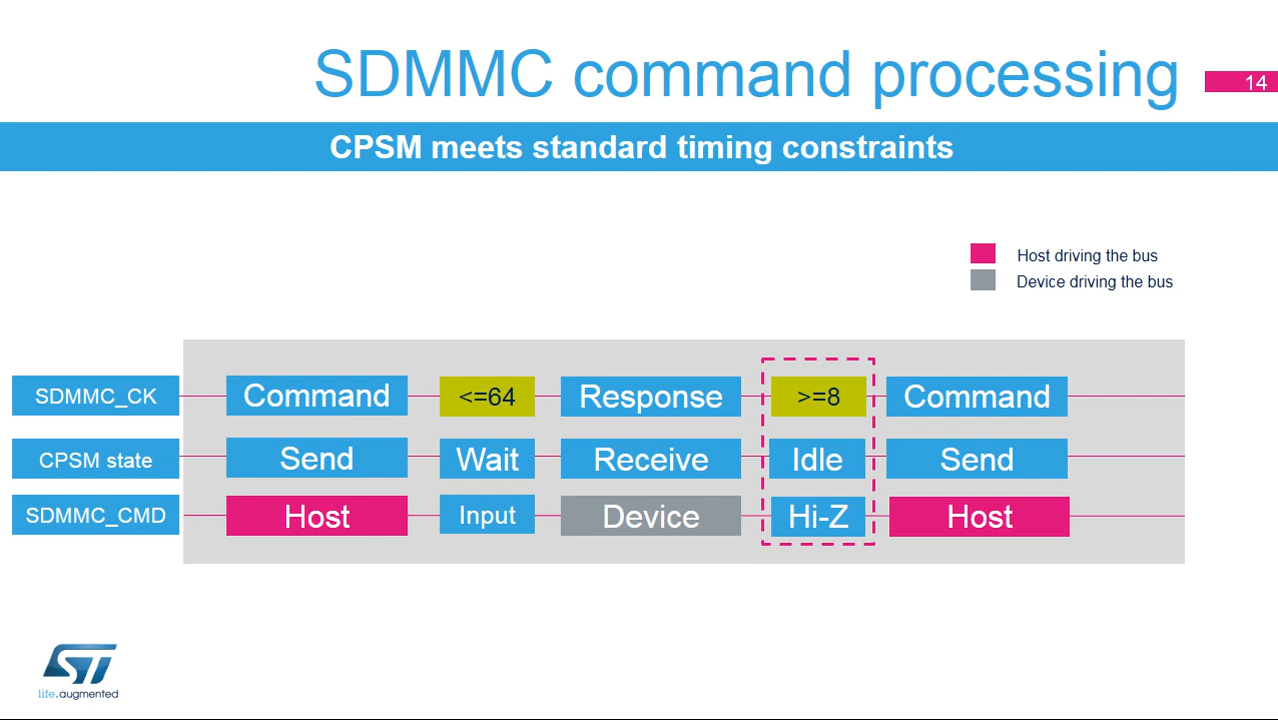 SDMMC command processing
14
CPSM meets standard timing constraints
Host driving the bus
Device driving the bus
SDMMC_CK Command <=64 Response >=8 Command
CPSM state Send Wait Receive Idle Send
SDMMC_CMD Host Input Device Hi-Z Host
ST
life.augmented